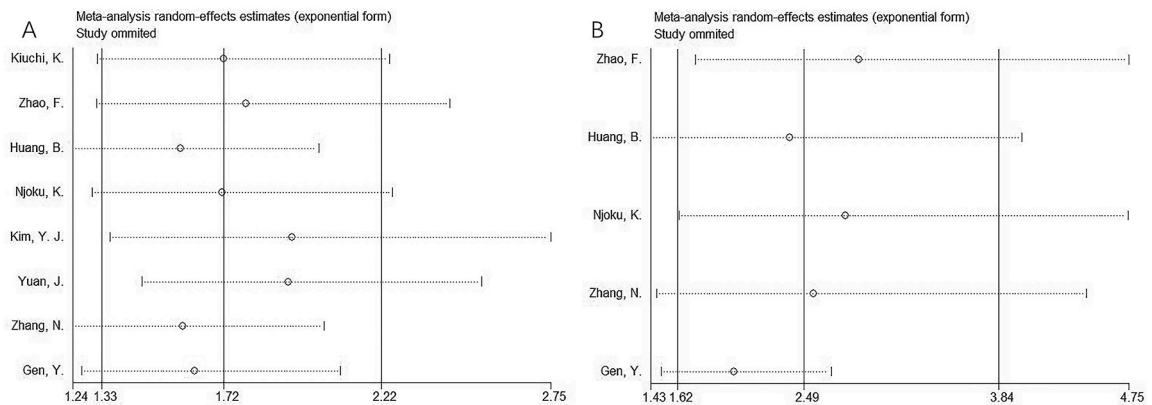 A
Meta-analysis random-effects estimates (exponential form)
Study ommited
Kiuchi, K.
Zhao, F.
Huang, B.
Njoku, K.
Kim, Y. J.
Yuan, J.
Zhang, N.
Gen, Y.
1.24 1.33 1.72 2.22 2.75
B
Meta-analysis random-effects estimates (exponential form)
Study ommited
Zhao, F.
Huang, B.
Njoku, K.
Zhang, N.
Gen, Y.
1.43 1.62 2.49 3.84 4.75